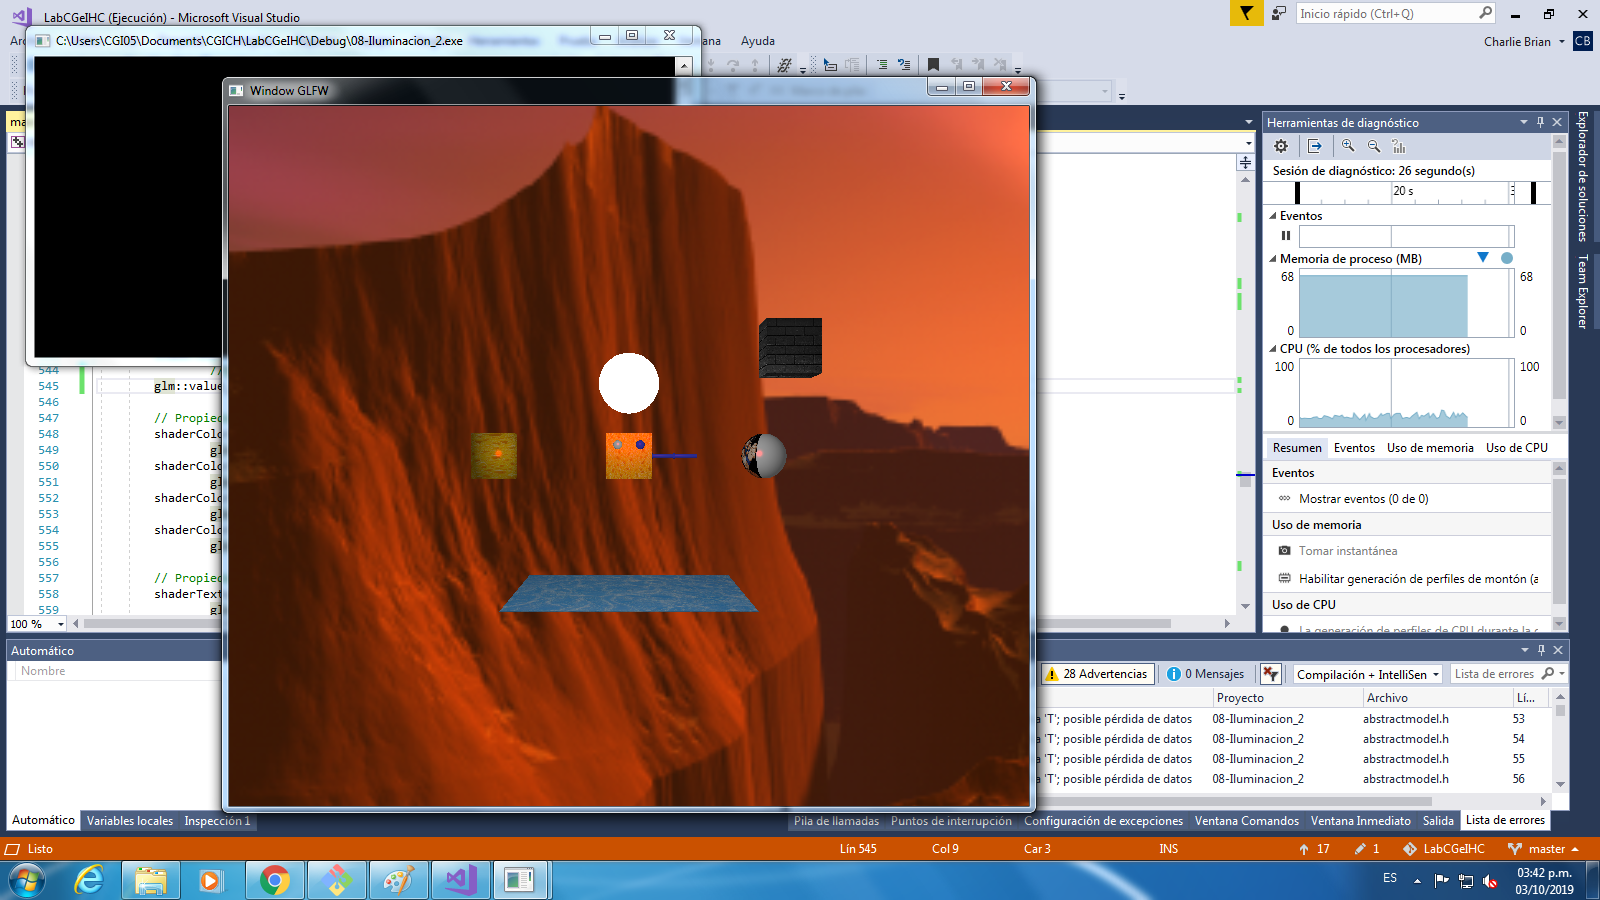 LabCGeIHC (Ejecución) - Microsoft Visual Studio
Inicio rápido (Ctrl+Q)
Ayuda
Charlie Brian
CB
C:\Users\CGI05\Documents\CGICH\LabCGeIHC\Debug\08-Iluminacion_2.exe
Window GLFW
Herramientas de diagnóstico
Sesión de diagnóstico: 26 segundo(s)
20 s
Eventos
Memoria de proceso (MB)
68
68
0
0
CPU (% de todos los procesadores)
100
100
0
0
Resumen
Eventos
Uso de memoria
Uso de CPU
Eventos
Mostrar eventos (0 de 0)
Uso de memoria
Tomar instantánea
Habilitar generación de perfiles de montón (a
Uso de CPU
La generación de perfiles de CPU durante la
Explorador de soluciones
Team Explorer
544 //
545 glm::value
546
547 // Propied
548 shaderColo
549 gl
550 shaderColo
551 gl
552 shaderColo
553 gl
554 shaderColo
555 gl
556
557 // Propied
558 shaderText
559 gl
100 %
Automático
Nombre
28 Advertencias
0 Mensajes
Compilación + IntelliSen
Lista de errores
Proyecto
Archivo
Lí...
a 'T'; posible pérdida de datos 08-Iluminacion_2 abstractmodel.h 53
a 'T'; posible pérdida de datos 08-Iluminacion_2 abstractmodel.h 54
a 'T'; posible pérdida de datos 08-Iluminacion_2 abstractmodel.h 55
a 'T'; posible pérdida de datos 08-Iluminacion_2 abstractmodel.h 56
Automático
Variables locales
Inspección 1
Pila de llamadas
Puntos de interrupción
Configuración de excepciones
Ventana Comandos
Ventana Inmediato
Salida
Lista de errores
Listo
Lín 545
Col 9
Car 3
INS
17
1
LabCGeIHC
master
ES
03:42 p.m.
03/10/2019